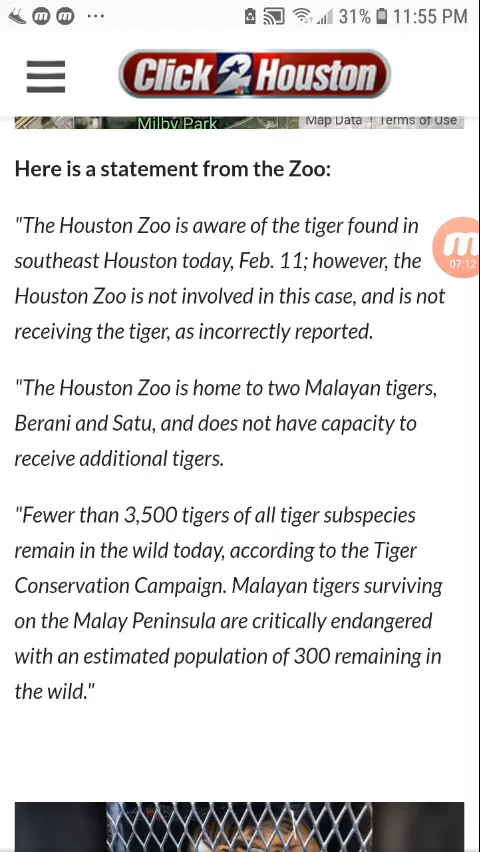 31% 11:55 PM
Click 2 Houston
Milby Park Map Data | Terms of Use
Here is a statement from the Zoo:
"The Houston Zoo is aware of the tiger found in
southeast Houston today, Feb. 11; however, the
Houston Zoo is not involved in this case, and is not
receiving the tiger, as incorrectly reported.
07:12
"The Houston Zoo is home to two Malayan tigers,
Berani and Satu, and does not have capacity to
receive additional tigers.
"Fewer than 3,500 tigers of all tiger subspecies
remain in the wild today, according to the Tiger
Conservation Campaign. Malayan tigers surviving
on the Malay Peninsula are critically endangered
with an estimated population of 300 remaining in
the wild."